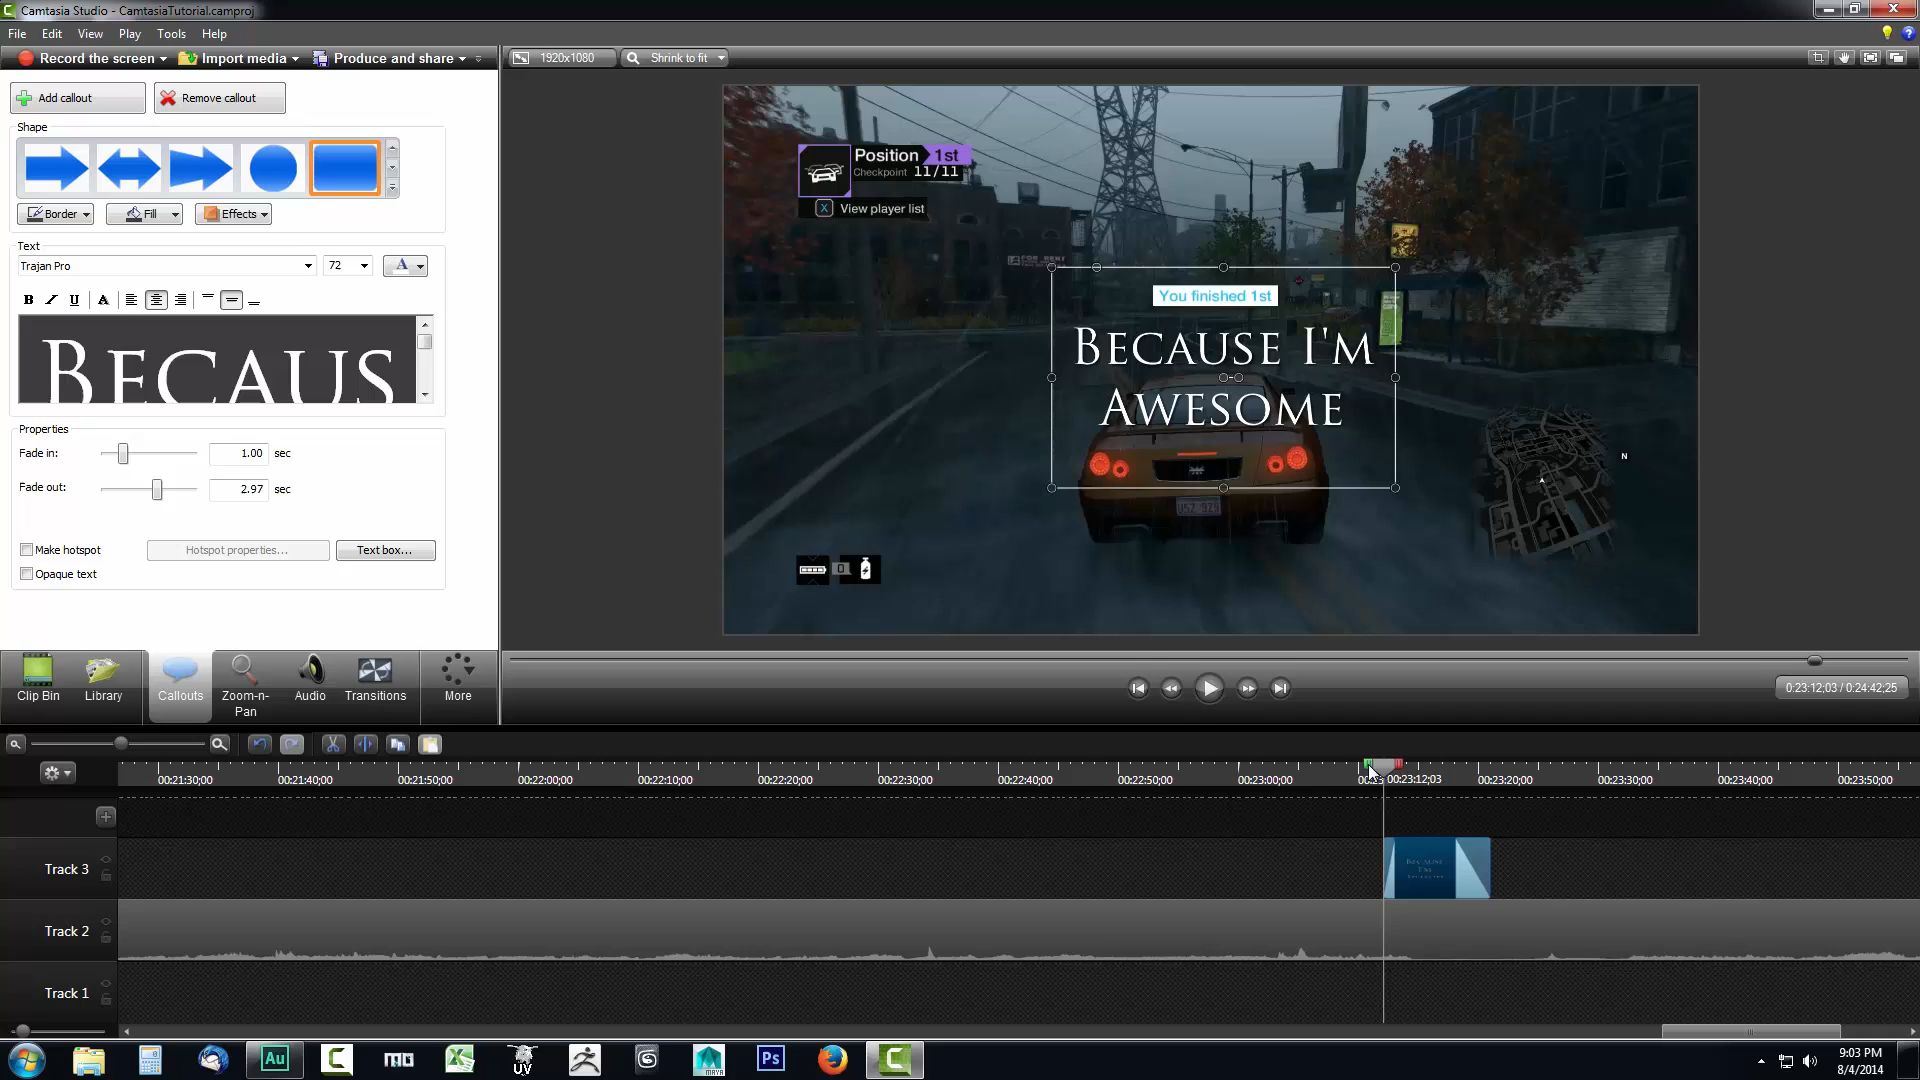 Camtasia Studio - CamtasiaTutorial.camproj
File Edit View Play Tools Help
Record the screen Import media Produce and share 1920x1080 Shrink to fit
Add callout Remove callout
Shape
Border Fill Effects
Text
Trajan Pro 72
B I U A
BECAUS
Properties
Fade in: 1.00 sec
Fade out: 2.97 sec
Make hotspot Hotspot properties... Text box...
Opaque text
Position 1st
Checkpoint 11/11
X View player list
FOR RENT
You finished 1st
BECAUSE I'M
AWESOME
N
0
Clip Bin Library Callouts Zoom-n-Pan Audio Transitions More
0:23:12;03 / 0:24:42;25
00:21:30;00 00:21:40;00 00:21:50;00 00:22:00;00 00:22:10;00 00:22:20;00 00:22:30;00 00:22:40;00 00:22:50;00 00:23:00;00 00:23:12;03 00:23:20;00 00:23:30;00 00:23:40;00 00:23:50;00
Track 3
BECAUSE
I'M
Track 2
Track 1
Au C UV MAYA Ps C
9:03 PM
8/4/2014